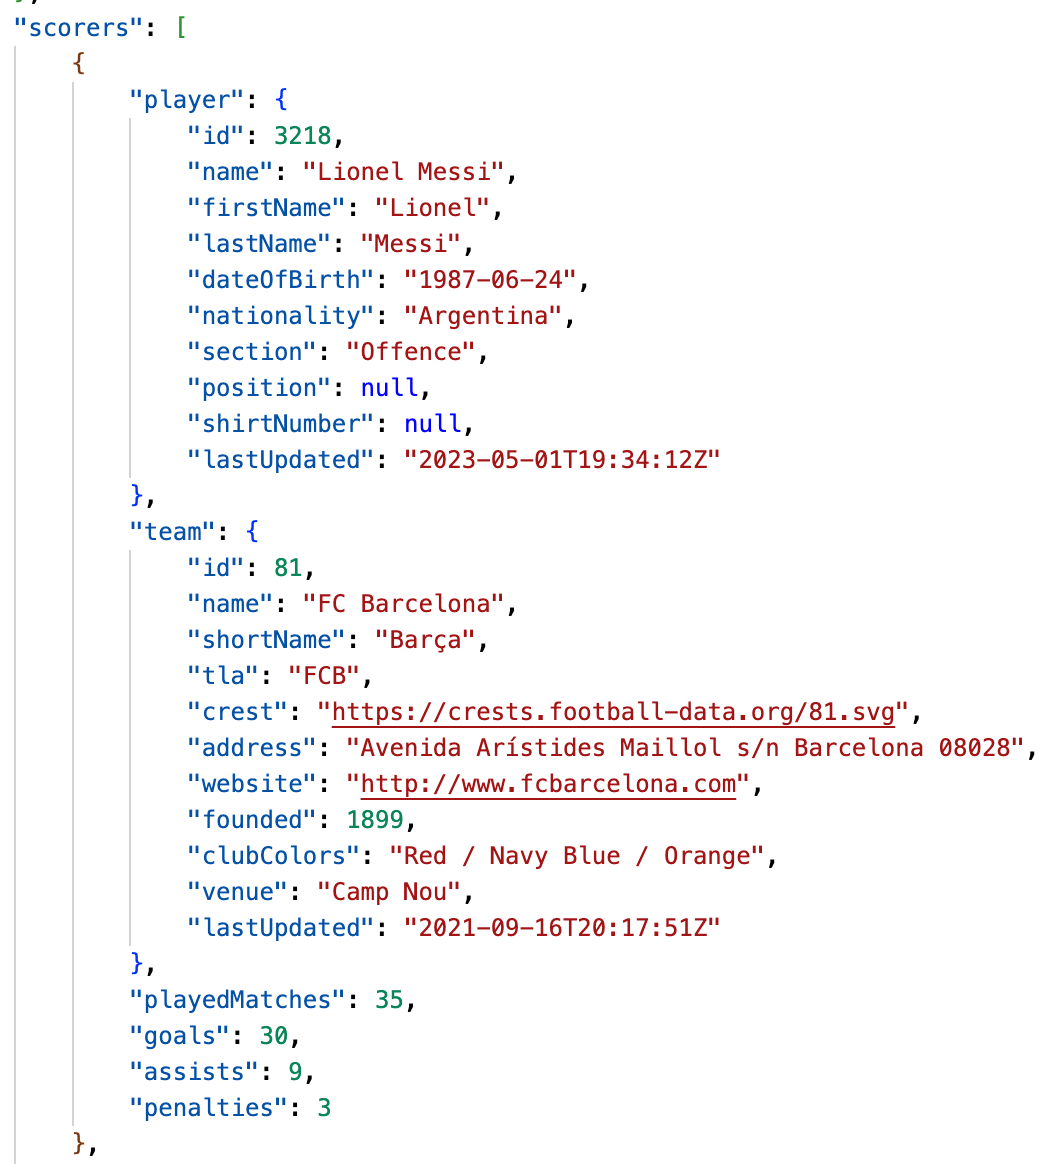 "scorers": [
{
"player": {
"id": 3218,
"name": "Lionel Messi",
"firstName": "Lionel",
"lastName": "Messi",
"dateOfBirth": "1987-06-24",
"nationality": "Argentina",
"section": "Offence",
"position": null,
"shirtNumber": null,
"lastUpdated": "2023-05-01T19:34:12Z"
},
"team": {
"id": 81,
"name": "FC Barcelona",
"shortName": "Barça",
"tla": "FCB",
"crest": "https://crests.football-data.org/81.svg",
"address": "Avenida Arístides Maillol s/n Barcelona 08028",
"website": "http://www.fcbarcelona.com",
"founded": 1899,
"clubColors": "Red / Navy Blue / Orange",
"venue": "Camp Nou",
"lastUpdated": "2021-09-16T20:17:51Z"
},
"playedMatches": 35,
"goals": 30,
"assists": 9,
"penalties": 3
},